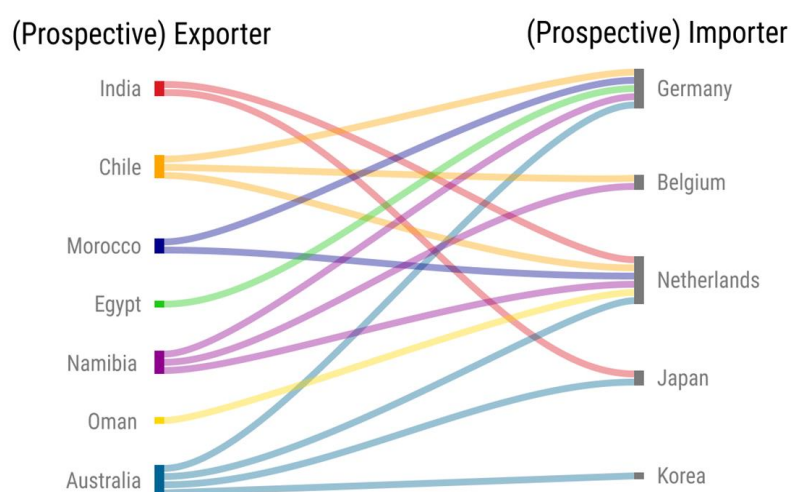 (Prospective) Exporter
(Prospective) Importer
India
Germany
Chile
Belgium
Morocco
Netherlands
Egypt
Namibia
Japan
Oman
Australia
Korea